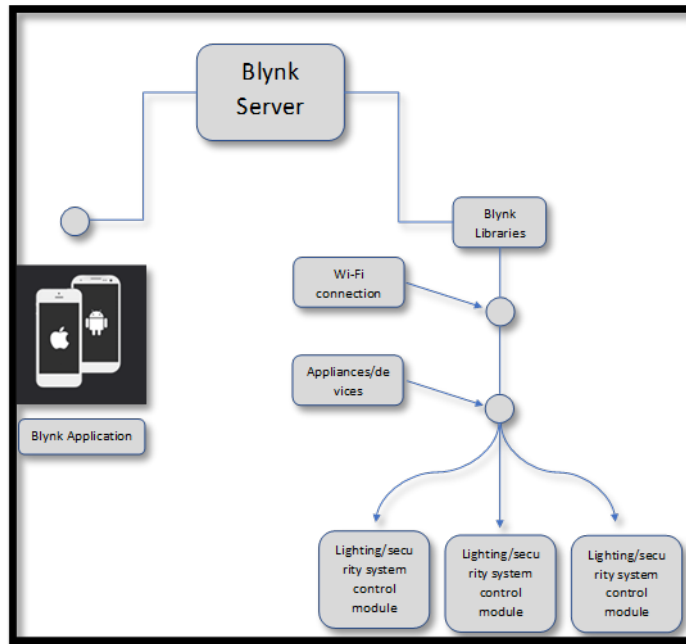 Blynk
Server
Blynk
Libraries
Wi-Fi
connection
Appliances/de
vices
Blynk Application
Lighting/secu
rity system
control
module
Lighting/secu
rity system
control
module
Lighting/secu
rity system
control
module